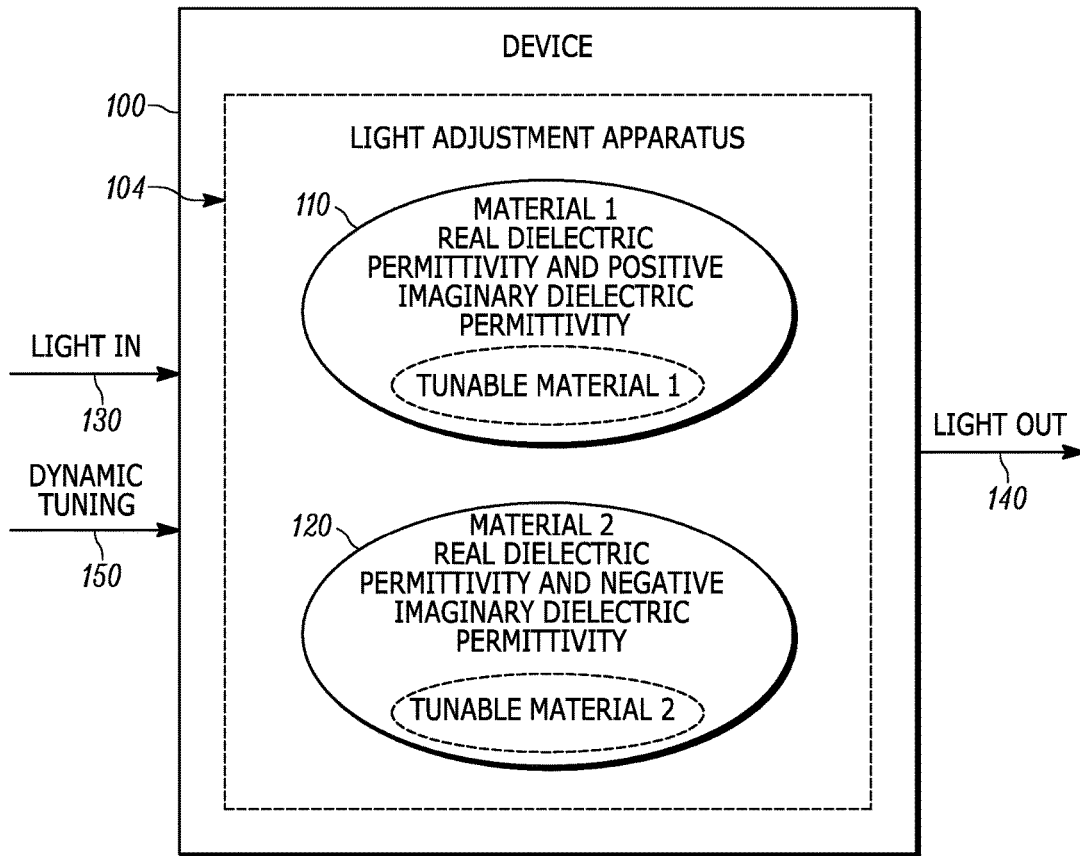 DEVICE
100
LIGHT ADJUSTMENT APPARATUS
104
110
MATERIAL 1
REAL DIELECTRIC
PERMITTIVITY AND POSITIVE
IMAGINARY DIELECTRIC
PERMITTIVITY
TUNABLE MATERIAL 1
LIGHT IN
130
DYNAMIC
TUNING
150
120
MATERIAL 2
REAL DIELECTRIC
PERMITTIVITY AND NEGATIVE
IMAGINARY DIELECTRIC
PERMITTIVITY
TUNABLE MATERIAL 2
LIGHT OUT
140